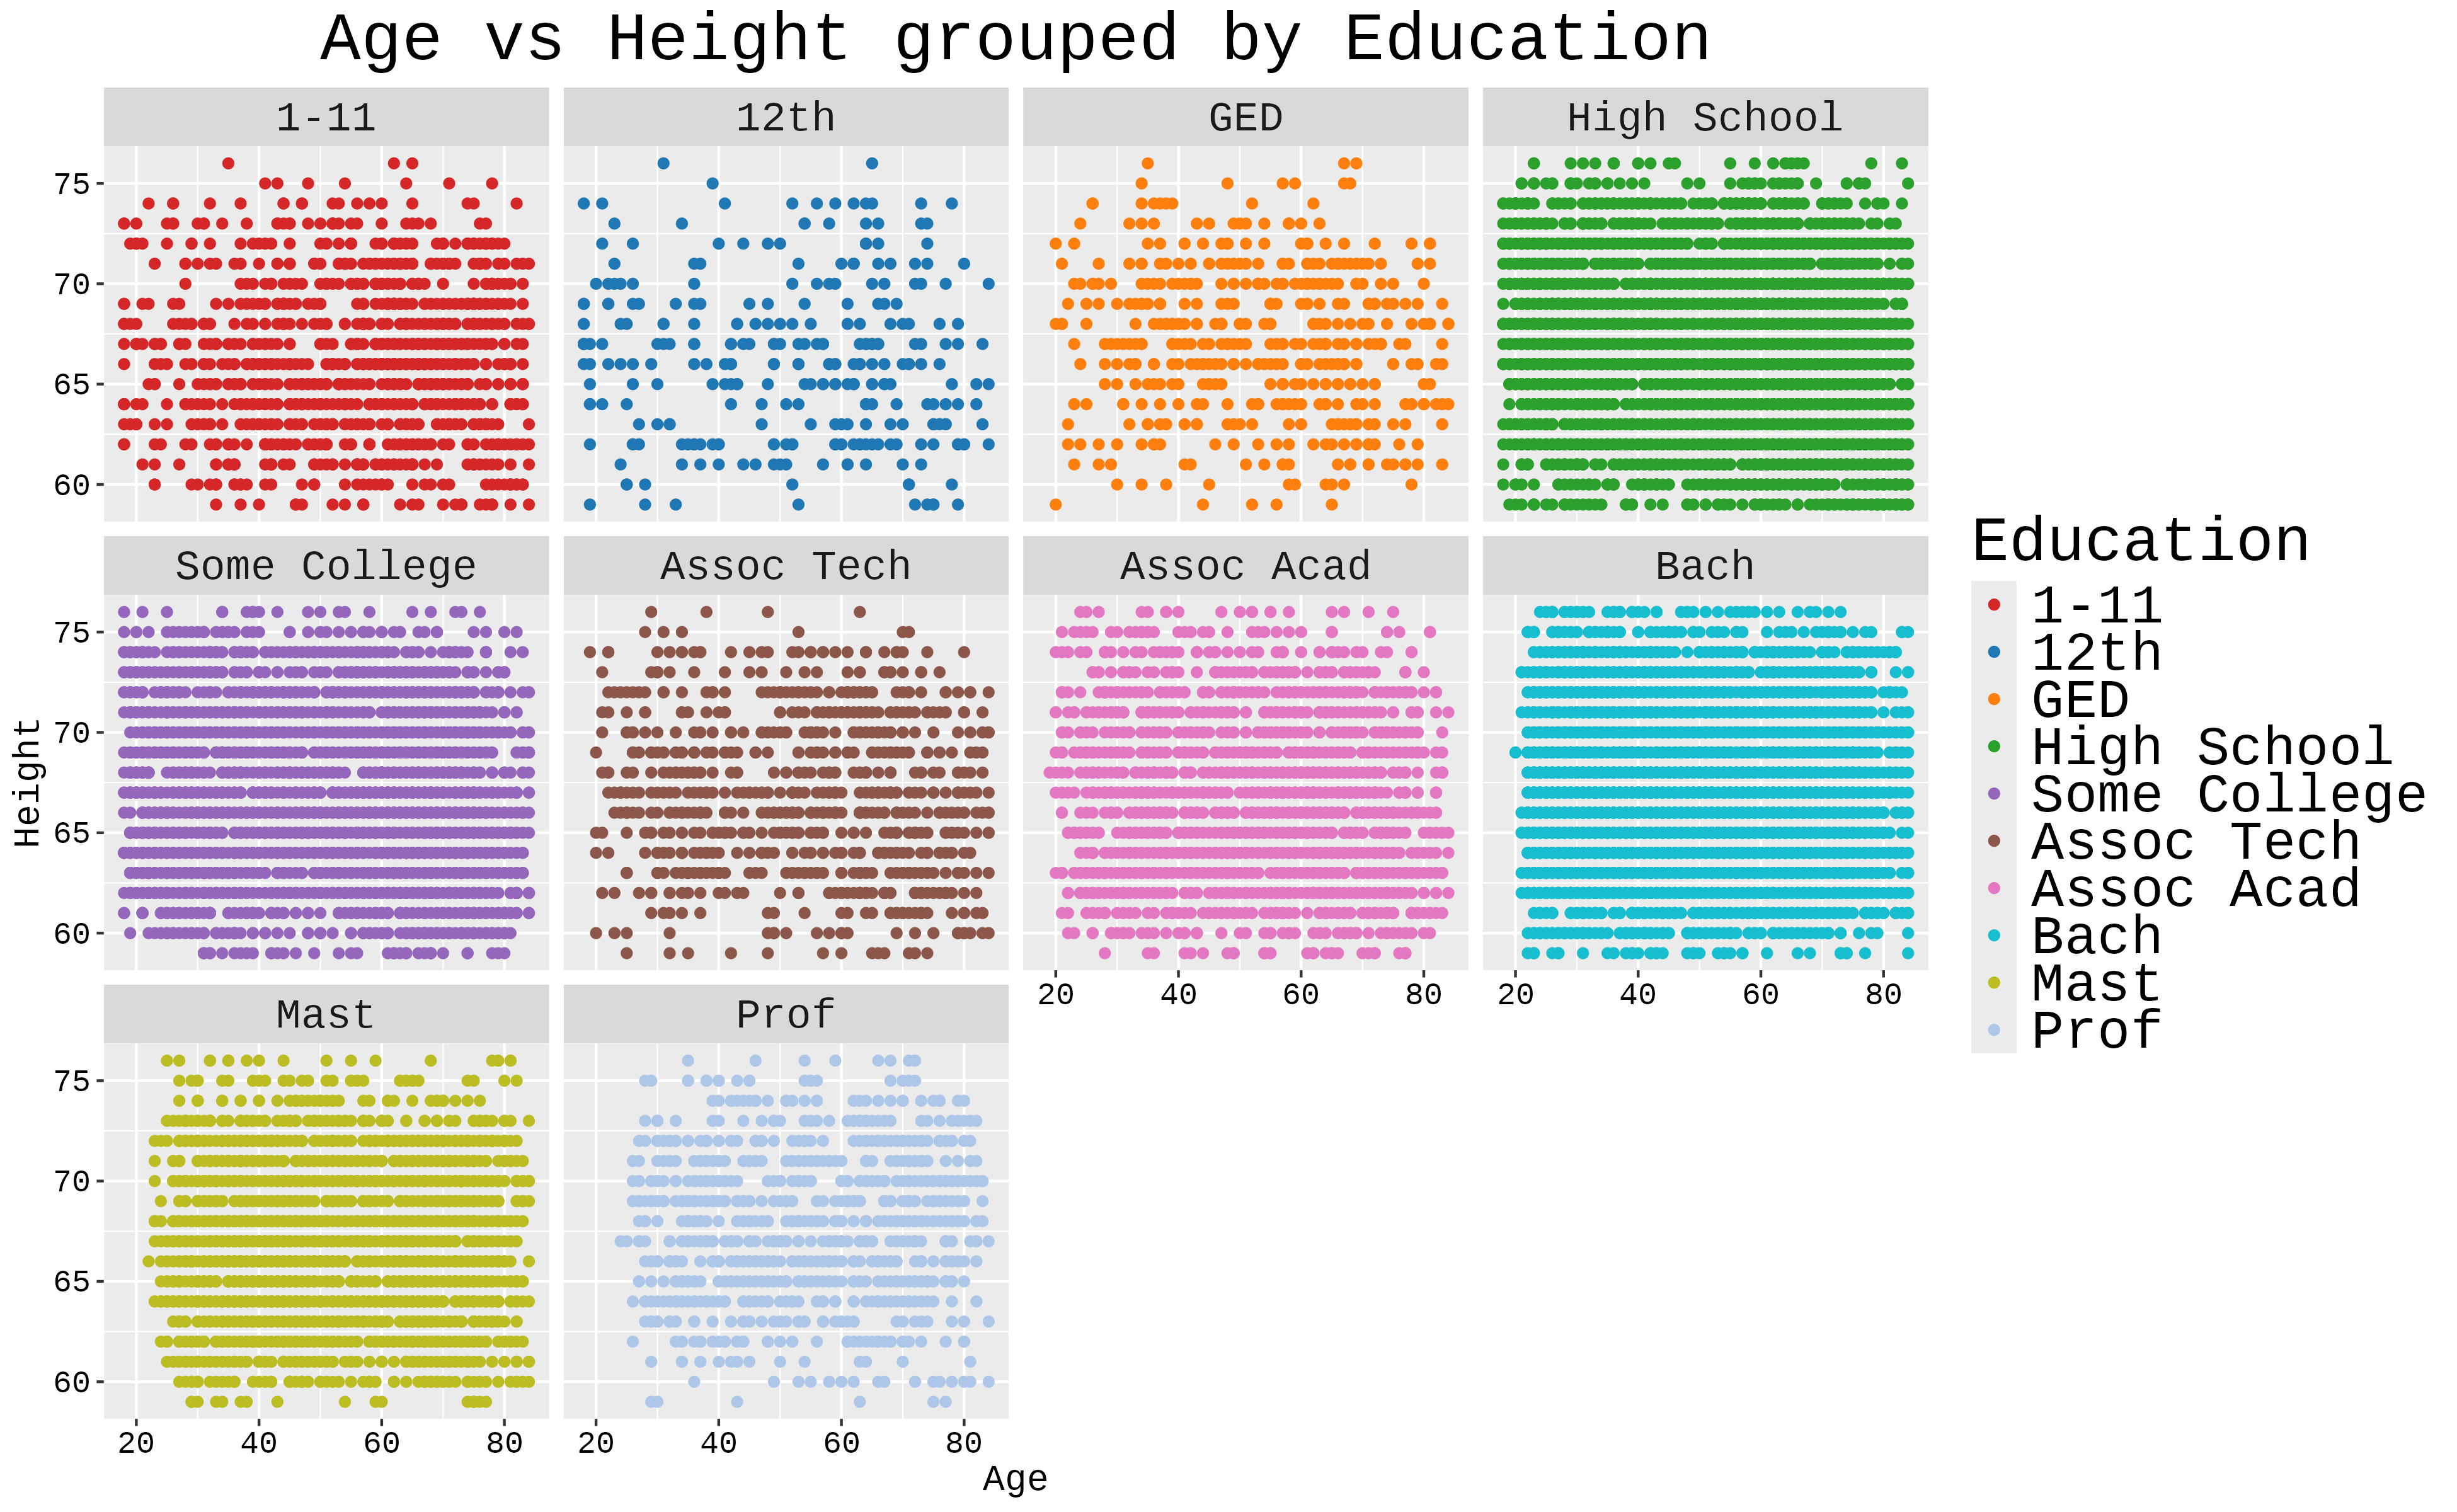 Age vs Height grouped by Education
1-11
12th
GED
High School
75
70
65
60
Some College
Assoc Tech
Assoc Acad
Bach
75
70
65
60
20 40 60 80
20 40 60 80
Mast
Prof
75
70
65
60
20 40 60 80
20 40 60 80
Height
Age
Education
1-11
12th
GED
High School
Some College
Assoc Tech
Assoc Acad
Bach
Mast
Prof